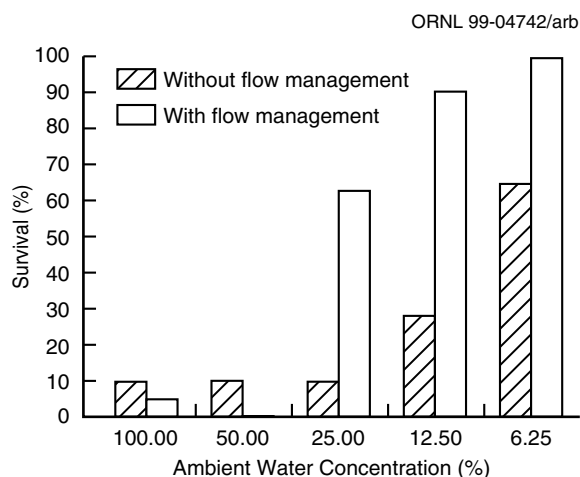 ORNL 99-04742/arb
100
90
80
70
60
50
40
30
20
10
0
Survival (%)
Without flow management
With flow management
100.00 50.00 25.00 12.50 6.25
Ambient Water Concentration (%)